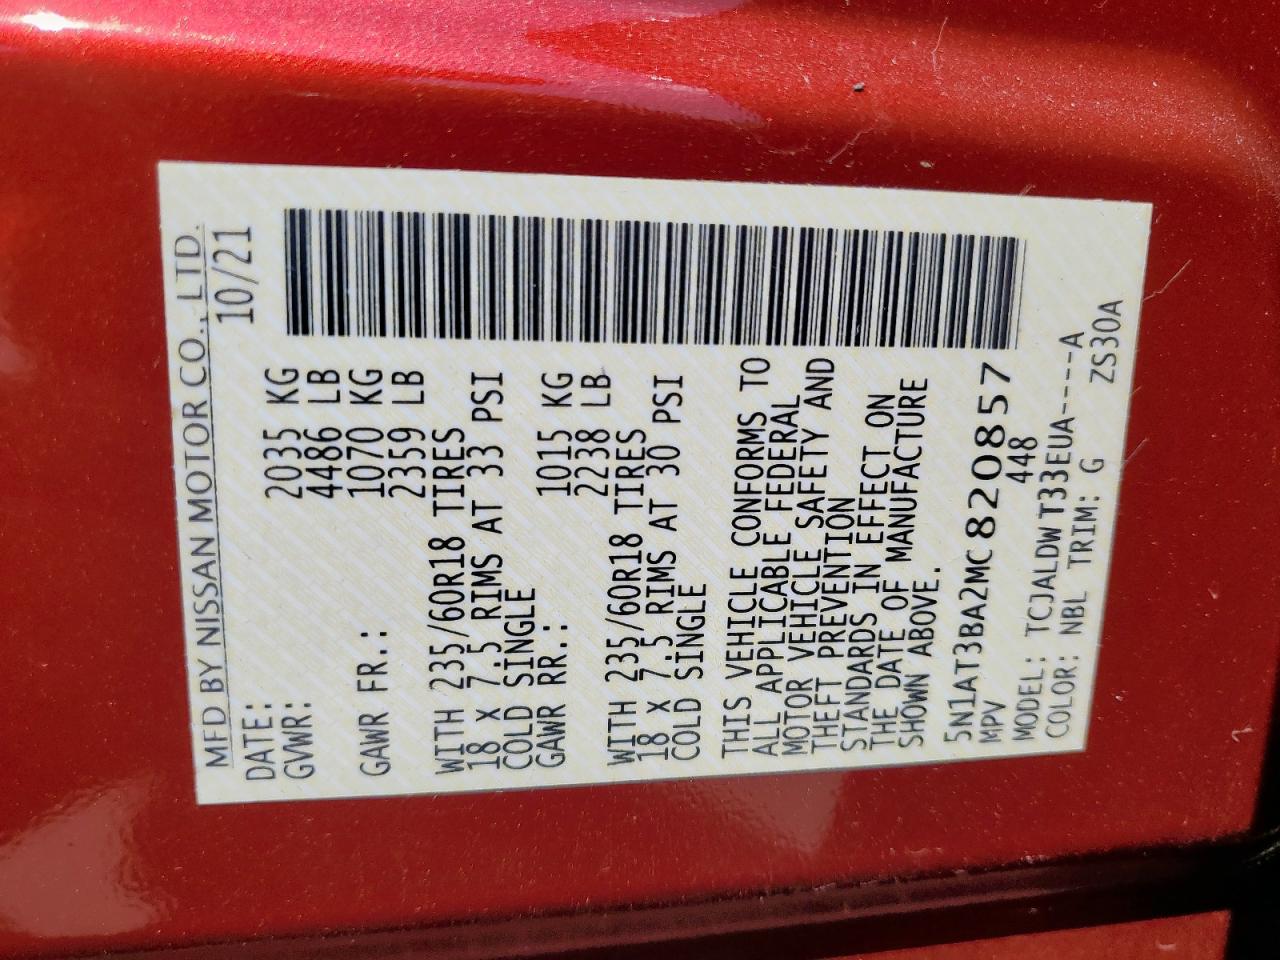 MFD BY NISSAN MOTOR CO., LTD.
DATE: 10/21
GVWR: 2035 KG
4486 LB
GAWR FR.: 1070 KG
2359 LB
WITH 235/60R18 TIRES
18 X 7.5 RIMS AT 33 PSI
COLD SINGLE
GAWR RR.: 1015 KG
2238 LB
WITH 235/60R18 TIRES
18 X 7.5 RIMS AT 30 PSI
COLD SINGLE
THIS VEHICLE CONFORMS TO
ALL APPLICABLE FEDERAL
MOTOR VEHICLE SAFETY AND
THEFT PREVENTION
STANDARDS IN EFFECT ON
THE DATE OF MANUFACTURE
SHOWN ABOVE.
5N1AT3BA2MC820857
MPV 448
MODEL: TCJALDWT33EUA----A
COLOR: NBL TRIM: G ZS30A